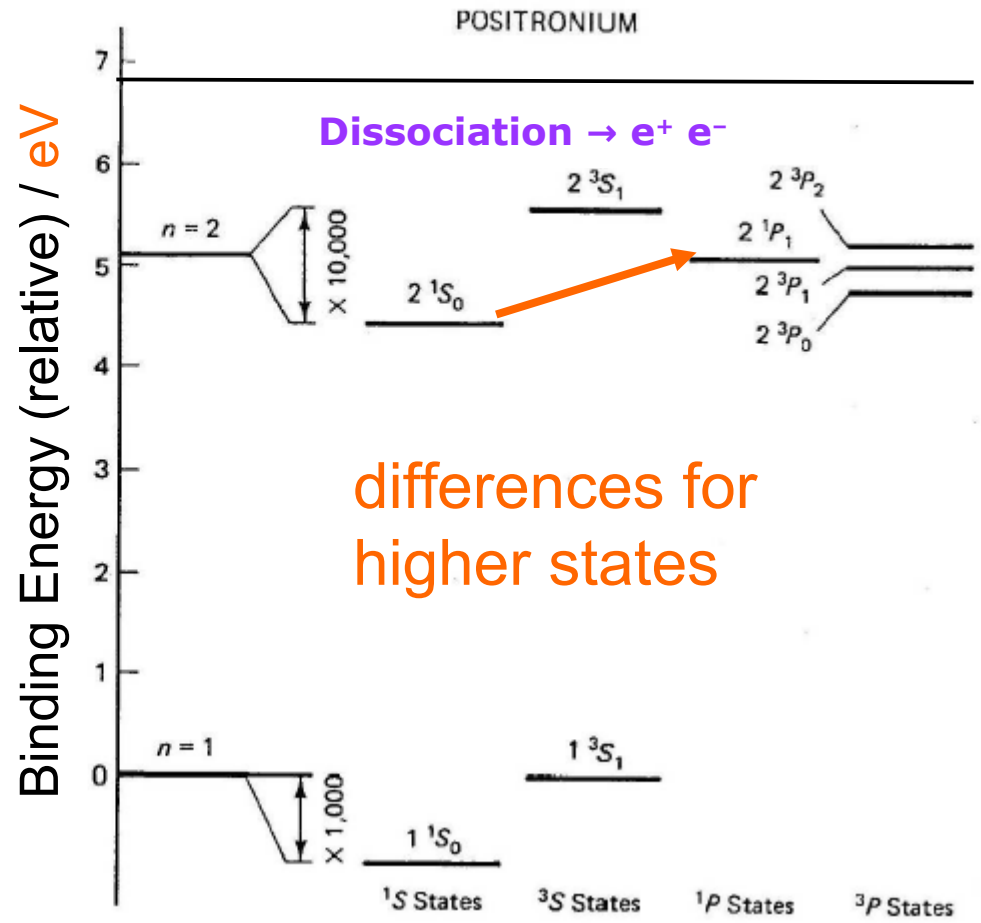 POSITRONIUM
Binding Energy (relative) / eV
7
6
5
4
3
2
1
0
Dissociation → e⁺ e⁻
n = 2
× 10,000
2 ¹S₀
2 ³S₁
2 ¹P₁
2 ³P₂
2 ³P₁
2 ³P₀
differences for
higher states
n = 1
× 1,000
1 ¹S₀
1 ³S₁
¹S States
³S States
¹P States
³P States